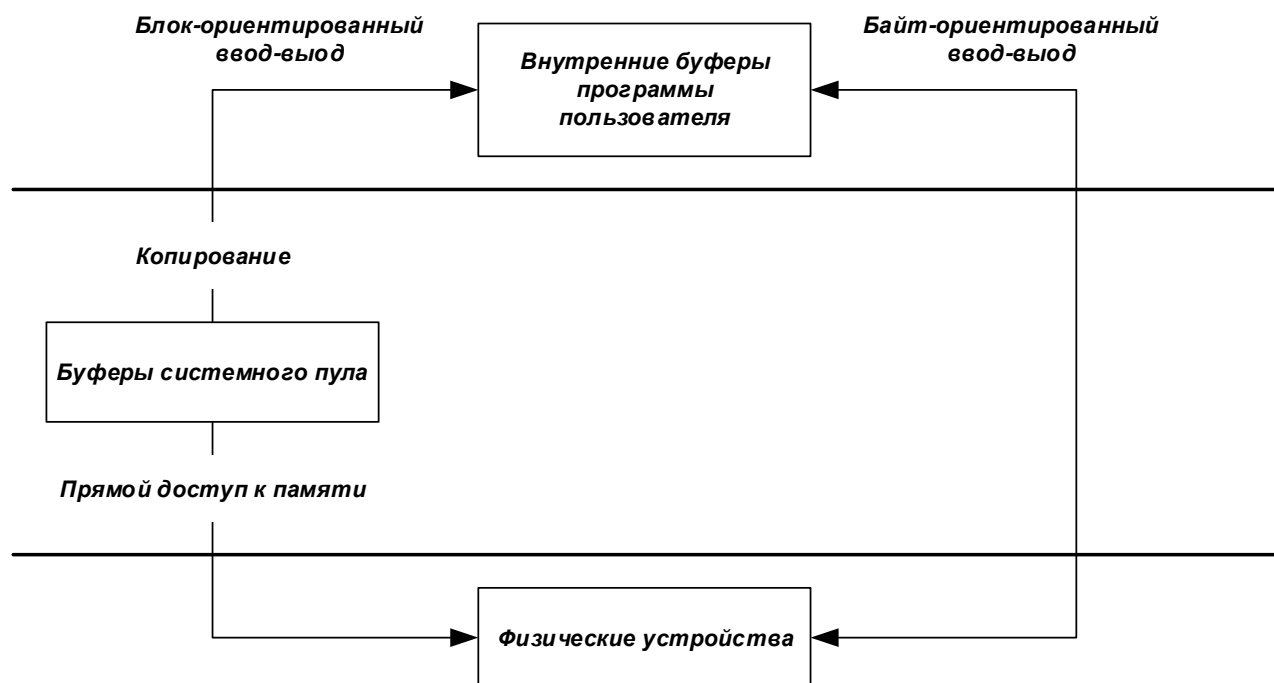 Блок-ориентированный
ввод-выод
Внутренние буферы
программы
пользователя
Байт-ориентированный
ввод-выод
Копирование
Буферы системного пула
Прямой доступ к памяти
Физические устройства